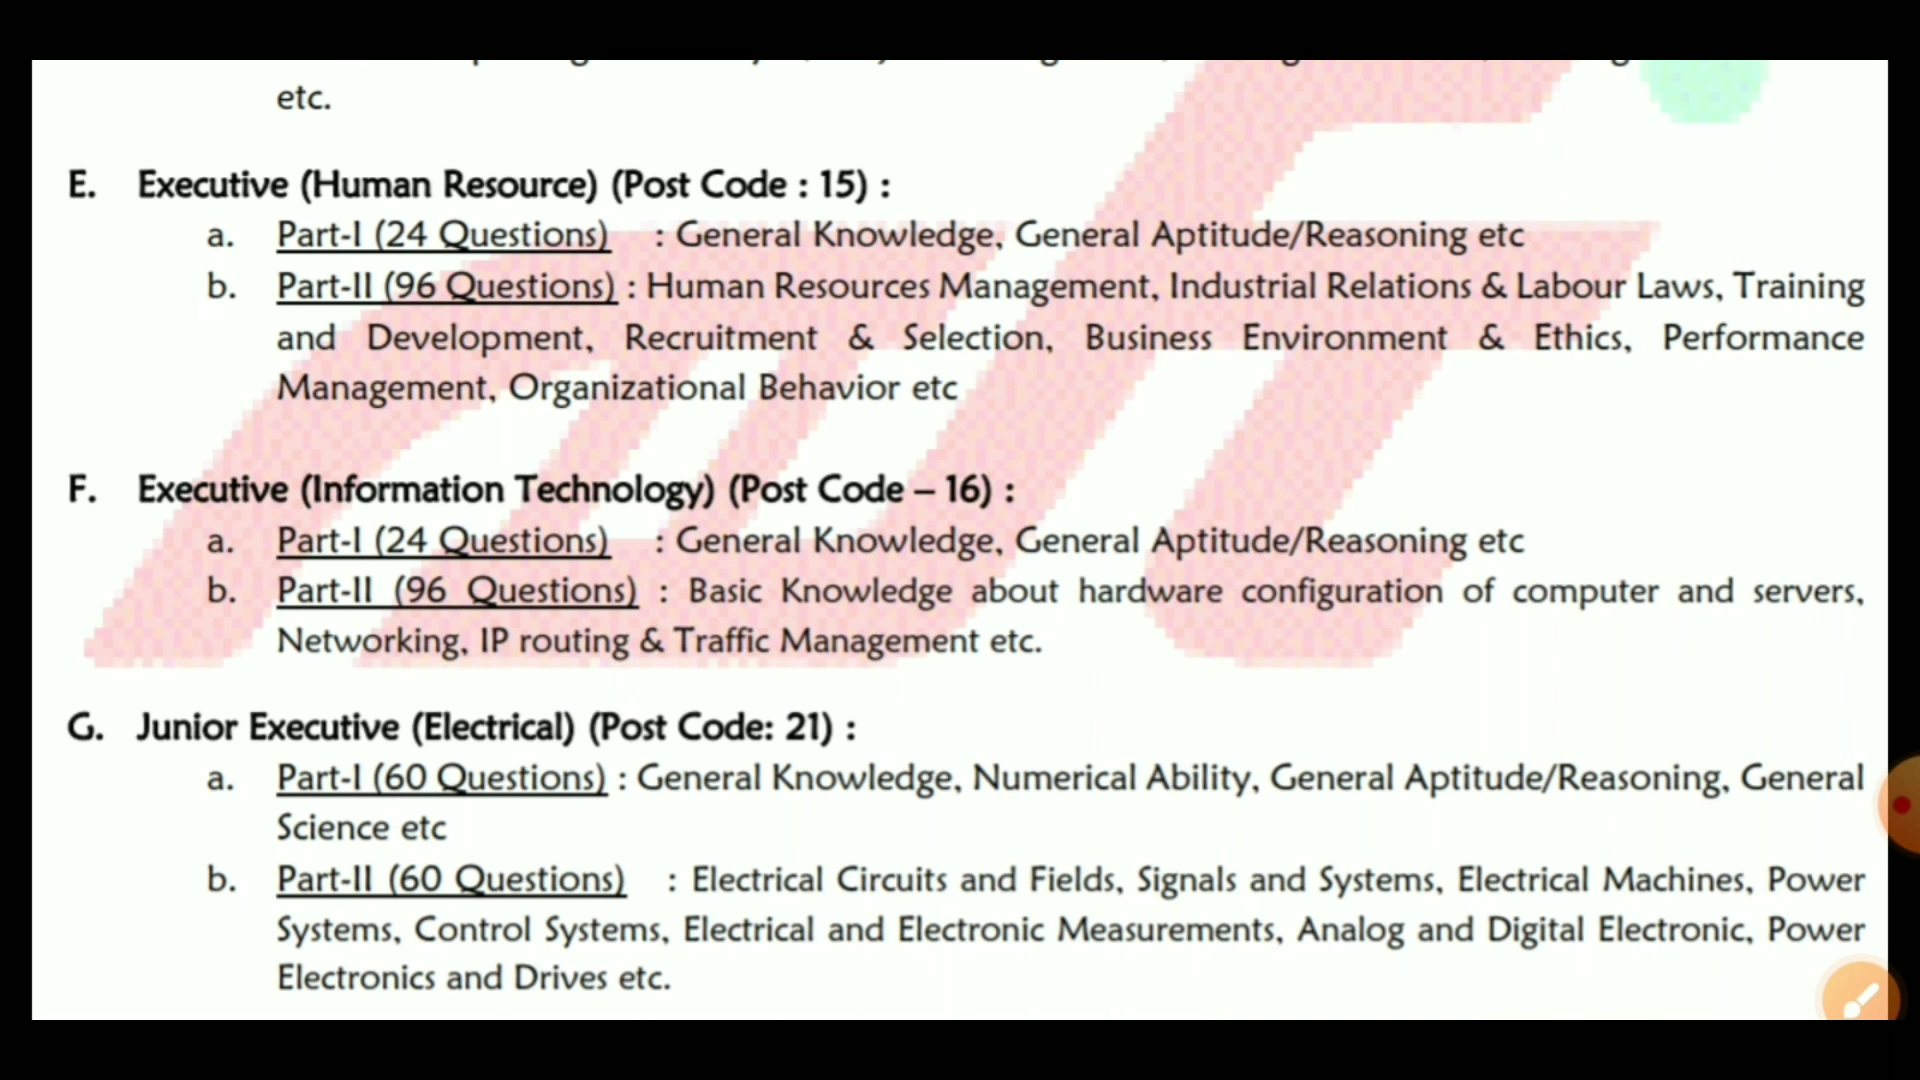 etc.
E. Executive (Human Resource) (Post Code : 15) :
a. Part-I (24 Questions) : General Knowledge, General Aptitude/Reasoning etc
b. Part-II (96 Questions) : Human Resources Management, Industrial Relations & Labour Laws, Training
and Development, Recruitment & Selection, Business Environment & Ethics, Performance
Management, Organizational Behavior etc
F. Executive (Information Technology) (Post Code – 16) :
a. Part-I (24 Questions) : General Knowledge, General Aptitude/Reasoning etc
b. Part-II (96 Questions) : Basic Knowledge about hardware configuration of computer and servers,
Networking, IP routing & Traffic Management etc.
G. Junior Executive (Electrical) (Post Code: 21) :
a. Part-I (60 Questions) : General Knowledge, Numerical Ability, General Aptitude/Reasoning, General
Science etc
b. Part-II (60 Questions) : Electrical Circuits and Fields, Signals and Systems, Electrical Machines, Power
Systems, Control Systems, Electrical and Electronic Measurements, Analog and Digital Electronic, Power
Electronics and Drives etc.